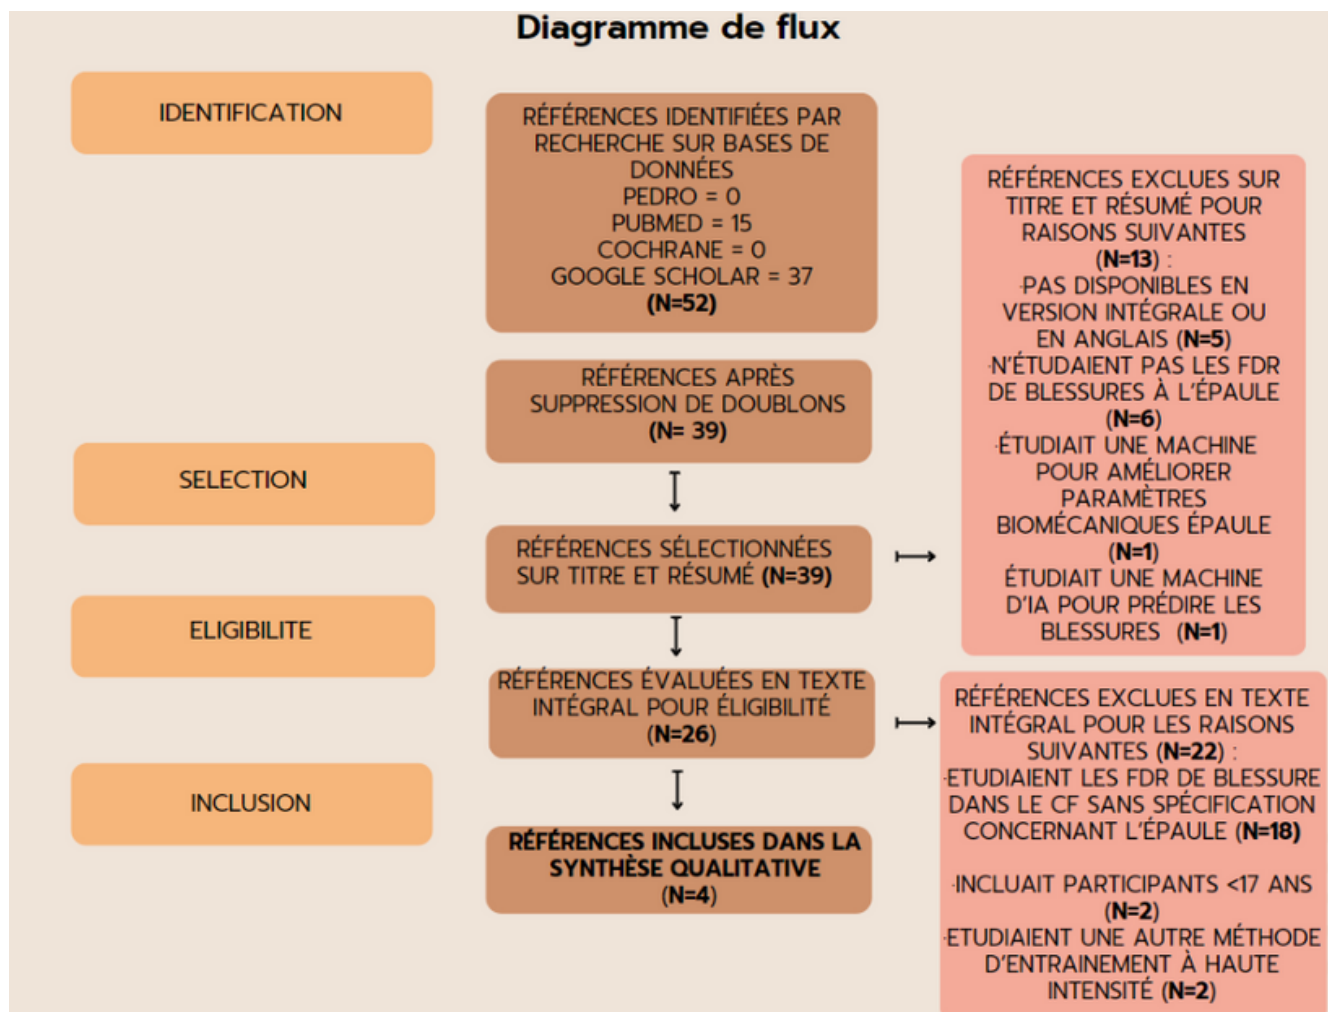 Diagramme de flux
IDENTIFICATION
RÉFÉRENCES IDENTIFIÉES PAR
RECHERCHE SUR BASES DE
DONNÉES
PEDRO = 0
PUBMED = 15
COCHRANE = 0
GOOGLE SCHOLAR = 37
(N=52)
RÉFÉRENCES APRÈS
SUPPRESSION DE DOUBLONS
(N= 39)
SELECTION
RÉFÉRENCES SÉLECTIONNÉES
SUR TITRE ET RÉSUMÉ (N=39)
RÉFÉRENCES EXCLUES SUR
TITRE ET RÉSUMÉ POUR
RAISONS SUIVANTES
(N=13) :
·PAS DISPONIBLES EN
VERSION INTÉGRALE OU
EN ANGLAIS (N=5)
·N'ÉTUDAIENT PAS LES FDR
DE BLESSURES À L'ÉPAULE
(N=6)
·ÉTUDIAIT UNE MACHINE
POUR AMÉLIORER
PARAMÈTRES
BIOMÉCANIQUES ÉPAULE
(N=1)
ÉTUDIAIT UNE MACHINE
D'IA POUR PRÉDIRE LES
BLESSURES (N=1)
ELIGIBILITE
RÉFÉRENCES ÉVALUÉES EN TEXTE
INTÉGRAL POUR ÉLIGIBILITÉ
(N=26)
RÉFÉRENCES EXCLUES EN TEXTE
INTÉGRAL POUR LES RAISONS
SUIVANTES (N=22) :
·ETUDIAIENT LES FDR DE BLESSURE
DANS LE CF SANS SPÉCIFICATION
CONCERNANT L'ÉPAULE (N=18)
·INCLUAIT PARTICIPANTS <17 ANS
(N=2)
·ETUDIAIENT UNE AUTRE MÉTHODE
D'ENTRAINEMENT À HAUTE
INTENSITÉ (N=2)
INCLUSION
RÉFÉRENCES INCLUSES DANS LA
SYNTHÈSE QUALITATIVE
(N=4)